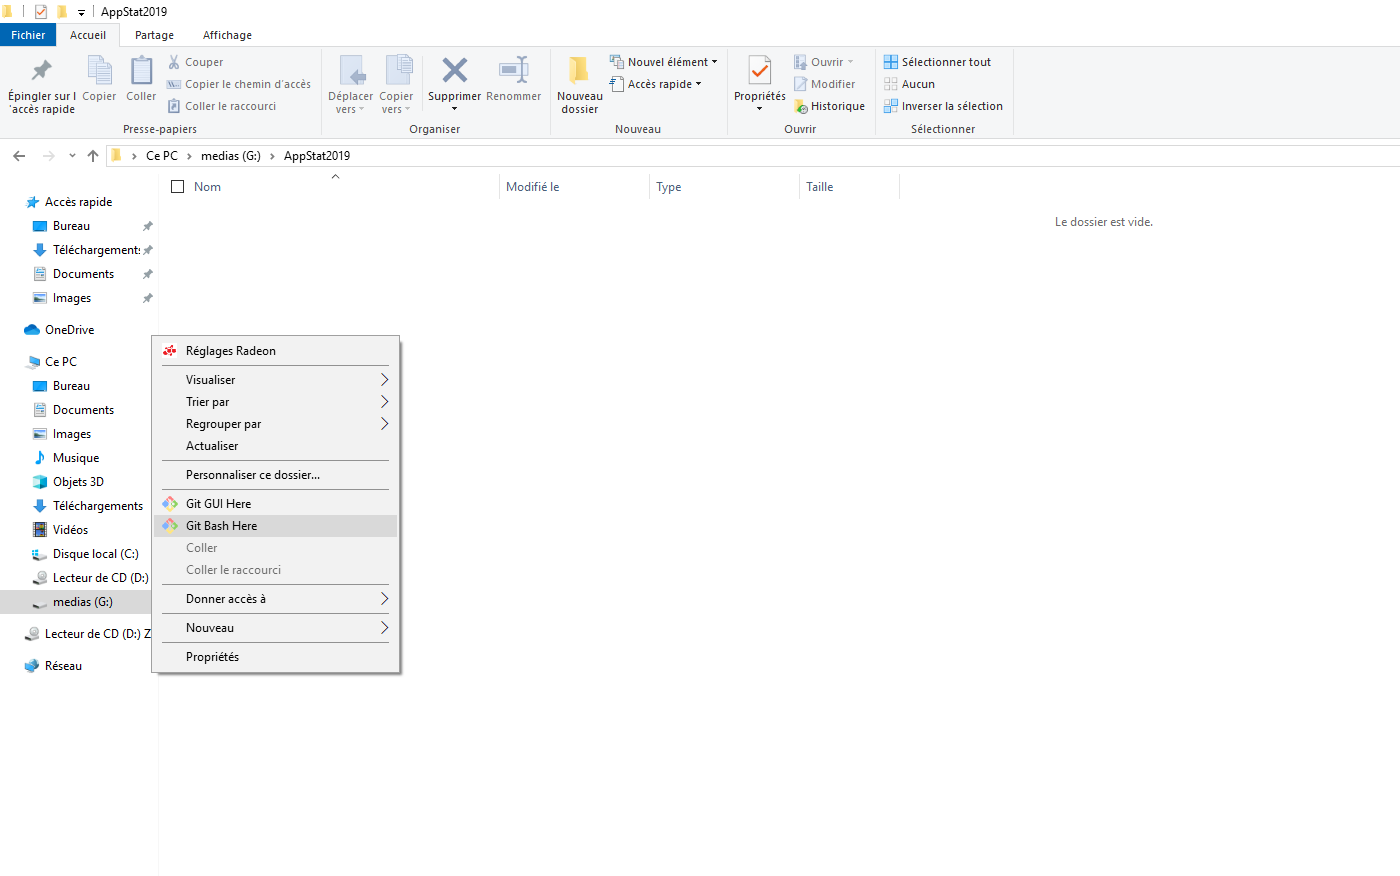 AppStat2019
Fichier
Accueil
Partage
Affichage
Épingler sur l
'accès rapide
Copier
Coller
Couper
Copier le chemin d'accès
Coller le raccourci
Presse-papiers
Déplacer
vers
Copier
vers
Supprimer
Renommer
Organiser
Nouveau
dossier
Nouvel élément
Accès rapide
Nouveau
Propriétés
Ouvrir
Modifier
Historique
Ouvrir
Sélectionner tout
Aucun
Inverser la sélection
Sélectionner
Ce PC
medias (G:)
AppStat2019
Nom
Modifié le
Type
Taille
Le dossier est vide.
Accès rapide
Bureau
Téléchargements
Documents
Images
OneDrive
Ce PC
Bureau
Documents
Images
Musique
Objets 3D
Téléchargements
Vidéos
Disque local (C:)
Lecteur de CD (D:)
medias (G:)
Lecteur de CD (D:) Z
Réseau
Réglages Radeon
Visualiser
Trier par
Regrouper par
Actualiser
Personnaliser ce dossier...
Git GUI Here
Git Bash Here
Coller
Coller le raccourci
Donner accès à
Nouveau
Propriétés